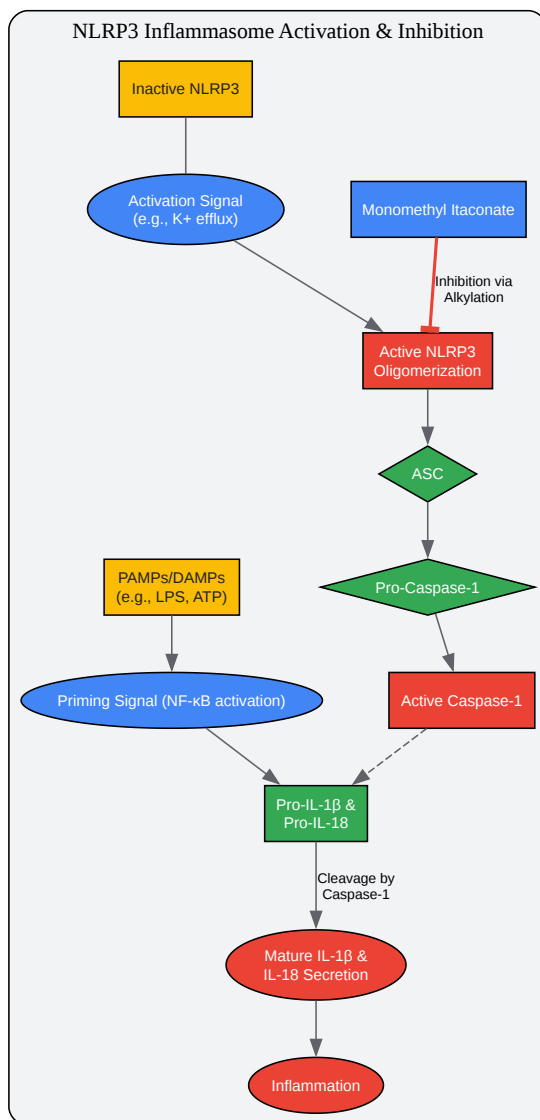 NLRP3 Inflammasome Activation & Inhibition
Inactive NLRP3
Activation Signal
(e.g., K+ efflux)
Monomethyl Itaconate
Inhibition via
Alkylation
Active NLRP3
Oligomerization
ASC
PAMPs/DAMPs
(e.g., LPS, ATP)
Pro-Caspase-1
Priming Signal (NF-κB activation)
Active Caspase-1
Pro-IL-1β &
Pro-IL-18
Cleavage by
Caspase-1
Mature IL-1β &
IL-18 Secretion
Inflammation